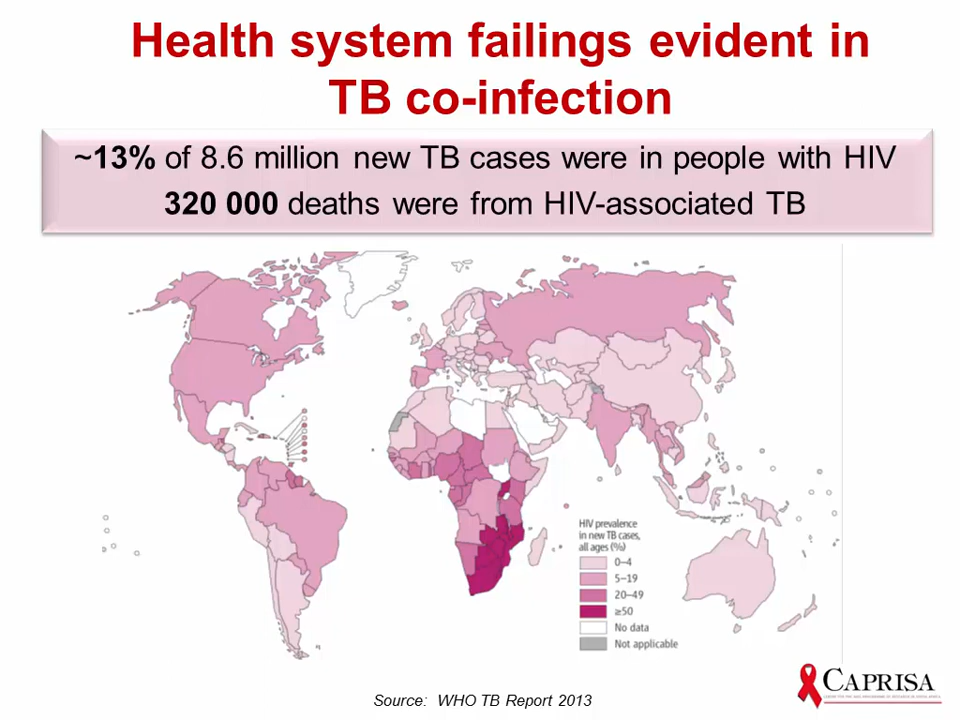 Health system failings evident in
TB co-infection
~13% of 8.6 million new TB cases were in people with HIV
320 000 deaths were from HIV-associated TB
HIV prevalence
in new TB cases,
all ages (%)
0–4
5–19
20–49
≥50
No data
Not applicable
CAPRISA
Source: WHO TB Report 2013